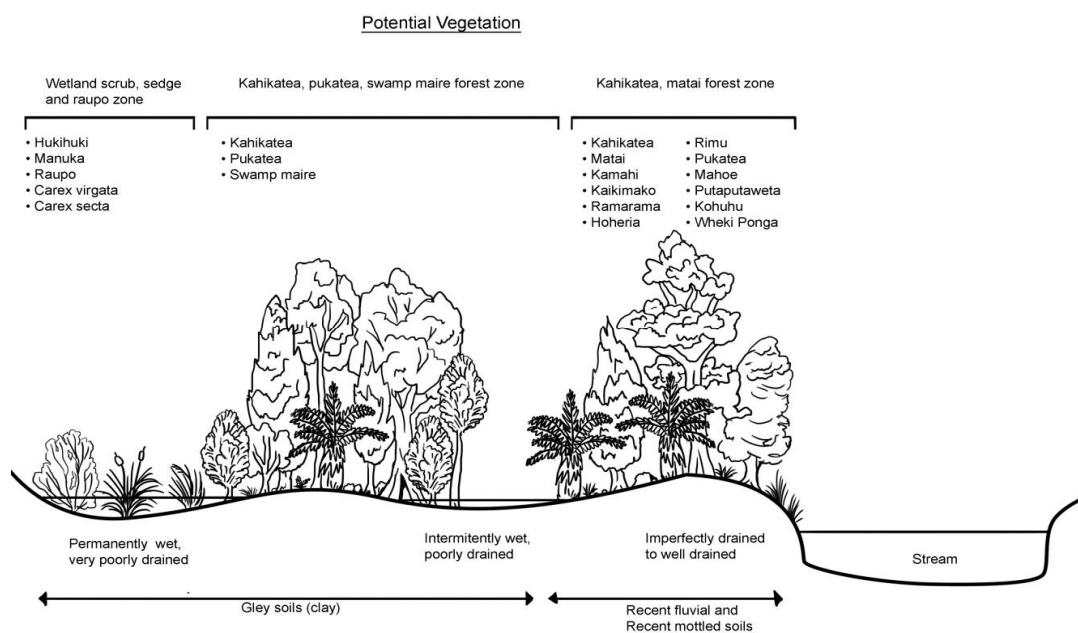 Potential Vegetation
Wetland scrub, sedge
and raupo zone
• Hukihuki
• Manuka
• Raupo
• Carex virgata
• Carex secta
Kahikatea, pukatea, swamp maire forest zone
• Kahikatea
• Pukatea
• Swamp maire
Kahikatea, matai forest zone
• Kahikatea
• Matai
• Kamahi
• Kaikimako
• Ramarama
• Hoheria
• Rimu
• Pukatea
• Mahoe
• Putaputaweta
• Kohuhu
• Wheki Ponga
Permanently wet,
very poorly drained
Intermitently wet,
poorly drained
Imperfectly drained
to well drained
Stream
Gley soils (clay)
Recent fluvial and
Recent mottled soils